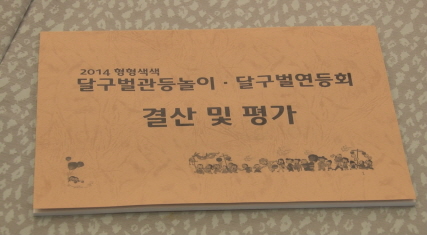 2014 형형색색
달구벌관등놀이 · 달구벌연등회
결산 및 평가